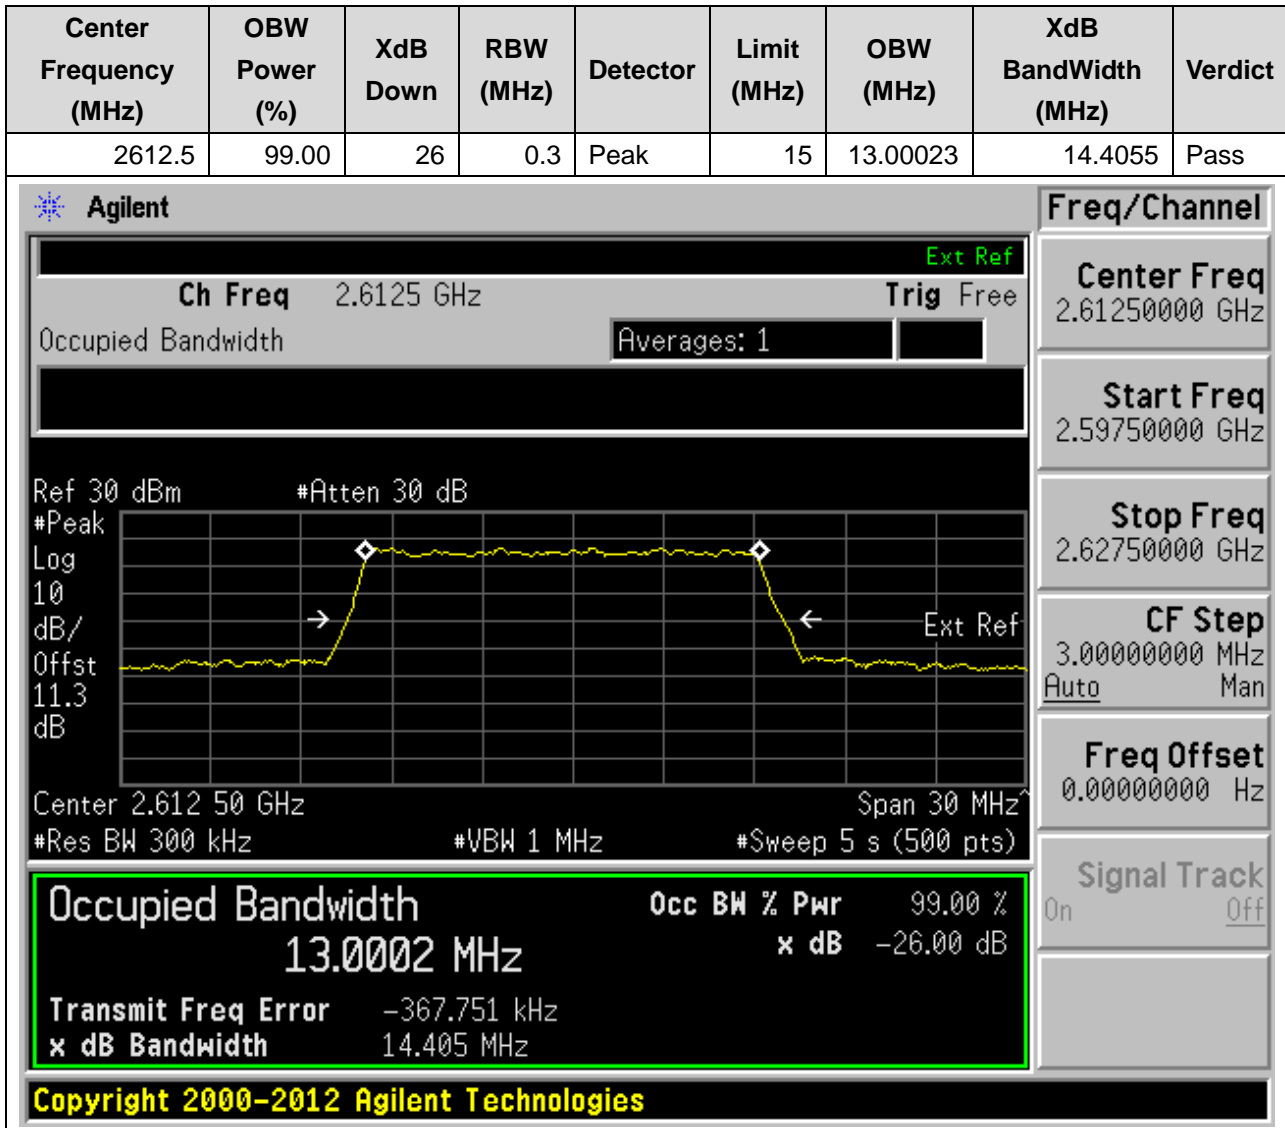 Center Frequency (MHz) OBW Power (%) XdB Down RBW (MHz) Detector Limit (MHz) OBW (MHz) XdB BandWidth (MHz) Verdict
2612.5 99.00 26 0.3 Peak 15 13.00023 14.4055 Pass
Agilent
Freq/Channel
Ext Ref
Ch Freq 2.6125 GHz Trig Free
Occupied Bandwidth Averages: 1
Center Freq
2.61250000 GHz
Start Freq
2.59750000 GHz
Stop Freq
2.62750000 GHz
CF Step
3.00000000 MHz
Auto Man
Freq Offset
0.00000000 Hz
Signal Track
On Off
Ref 30 dBm #Atten 30 dB
#Peak
Log
10
dB/
Offst
11.3
dB
Ext Ref
Center 2.612 50 GHz Span 30 MHz^
#Res BW 300 kHz #VBW 1 MHz #Sweep 5 s (500 pts)
Occupied Bandwidth Occ BW % Pwr 99.00 %
13.0002 MHz x dB -26.00 dB
Transmit Freq Error -367.751 kHz
x dB Bandwidth 14.405 MHz
Copyright 2000-2012 Agilent Technologies